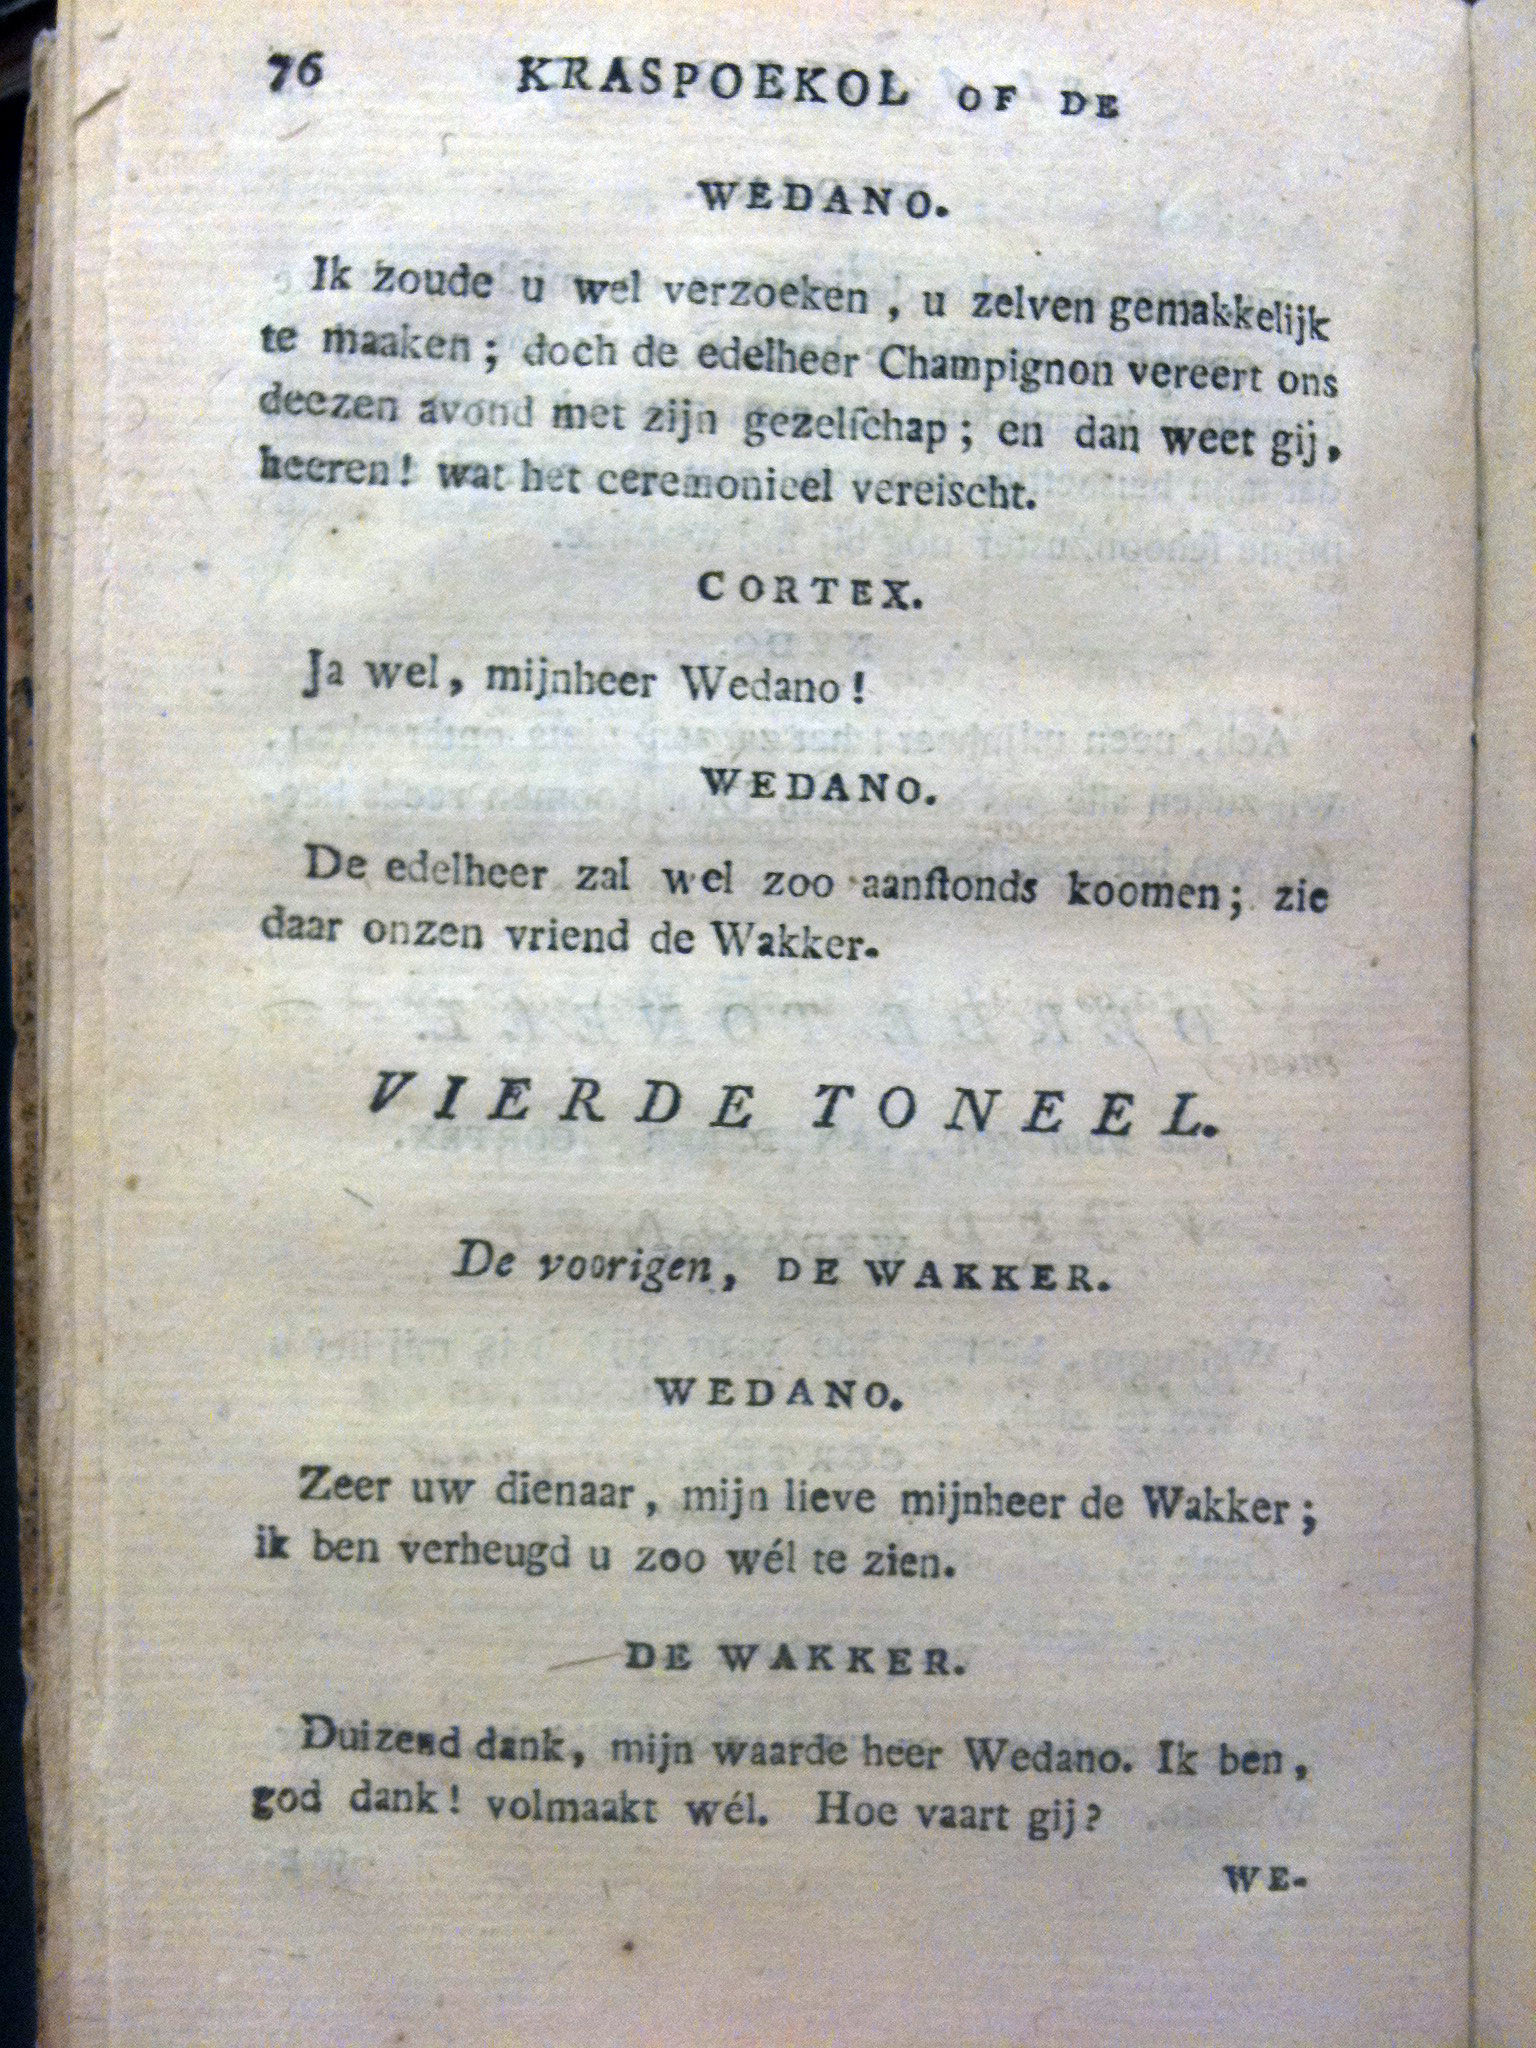 76 KRASPOEKOL OF DE
WEDANO.
Ik zoude u wel verzoeken, u zelven gemakkelijk
te maaken; doch de edelheer Champignon vereert ons
deezen avond met zijn gezelſchap; en dan weet gij,
heeren! wat het ceremonieel vereischt.
CORTEX.
Ja wel, mijnheer Wedano!
WEDANO.
De edelheer zal wel zoo aanſtonds koomen; zie
daar onzen vriend de Wakker.
VIERDE TONEEL.
De voorigen, DE WAKKER.
WEDANO.
Zeer uw dienaar, mijn lieve mijnheer de Wakker;
ik ben verheugd u zoo wél te zien.
DE WAKKER.
Duizend dank, mijn waarde heer Wedano. Ik ben,
god dank! volmaakt wél. Hoe vaart gij?
WE-